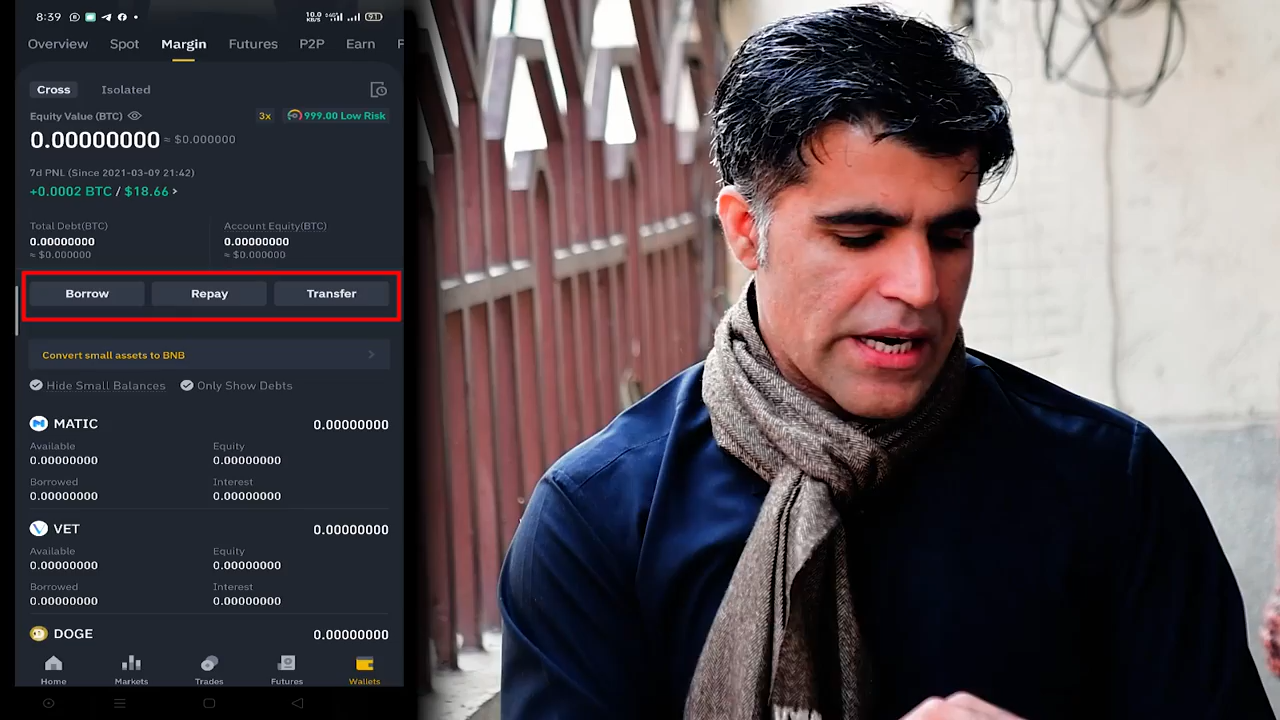 8:39 10.0 KB/S 4G 91
Overview Spot Margin Futures P2P Earn
Cross Isolated
Equity Value (BTC) 3x 999.00 Low Risk
0.00000000 ≈ $0.000000
7d PNL (Since 2021-03-09 21:42)
+0.0002 BTC / $18.66 >
Total Debt(BTC) Account Equity(BTC)
0.00000000 0.00000000
≈ $0.000000 ≈ $0.000000
Borrow Repay Transfer
Convert small assets to BNB
Hide Small Balances Only Show Debts
MATIC 0.00000000
Available Equity
0.00000000 0.00000000
Borrowed Interest
0.00000000 0.00000000
VET 0.00000000
Available Equity
0.00000000 0.00000000
Borrowed Interest
0.00000000 0.00000000
DOGE 0.00000000
Home Markets Trades Futures Wallets